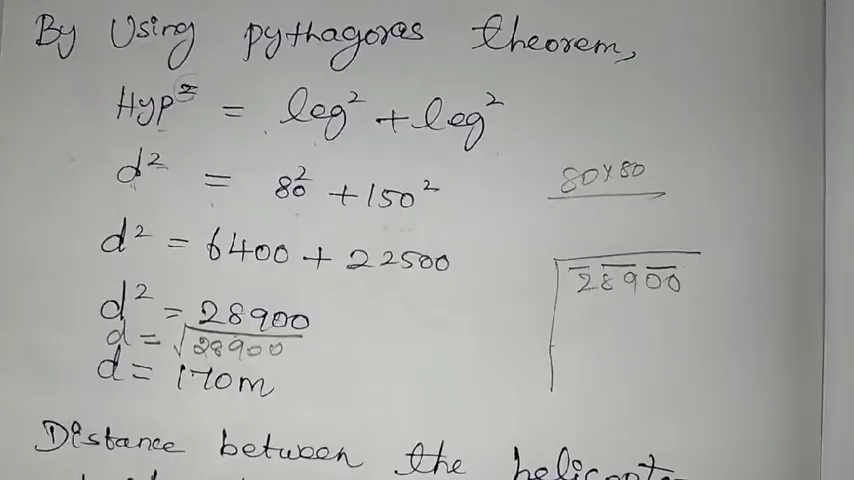 By Using pythagoras theorem,
Hyp² = leg² + leg²
d² = 80² + 150²
80×80
d² = 6400 + 22500
28900
d² = 28900
d = √28900
d = 170m
Distance between the helicopter